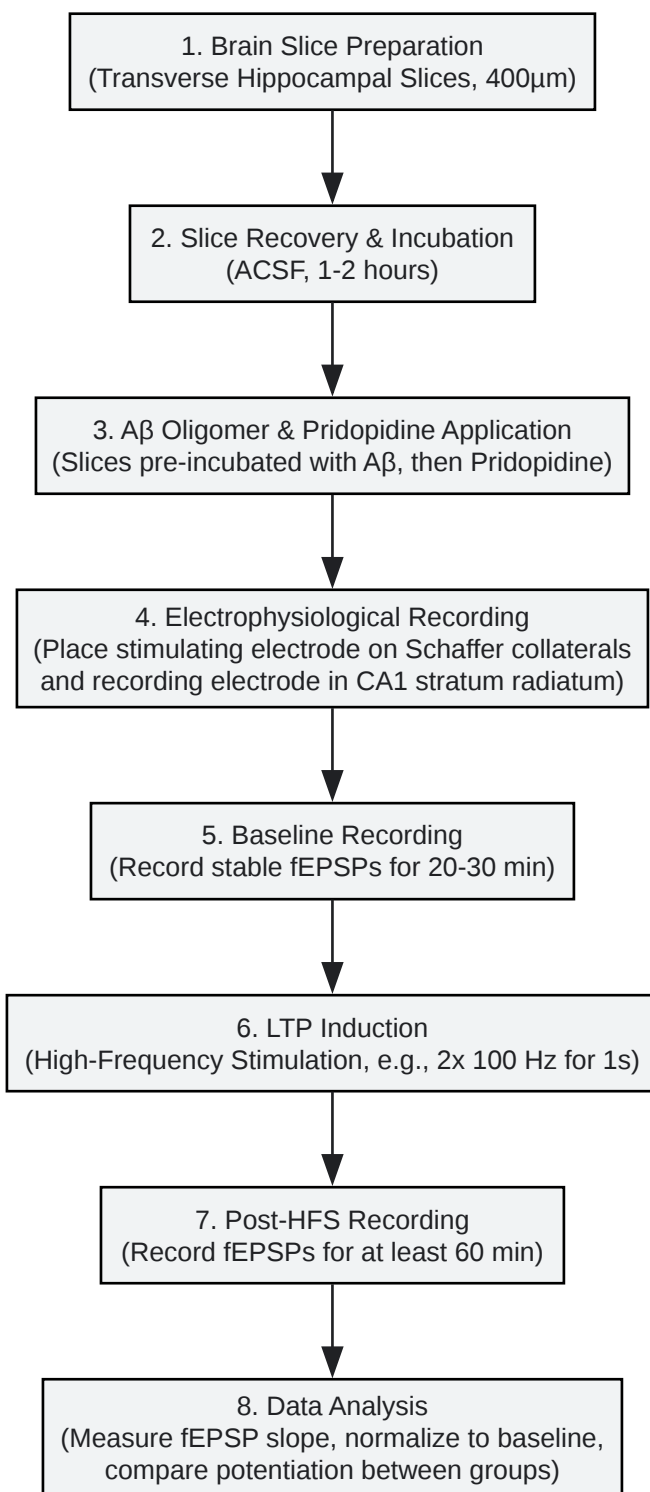 1. Brain Slice Preparation
(Transverse Hippocampal Slices, 400µm)
2. Slice Recovery & Incubation
(ACSF, 1-2 hours)
3. Aβ Oligomer & Pridopidine Application
(Slices pre-incubated with Aβ, then Pridopidine)
4. Electrophysiological Recording
(Place stimulating electrode on Schaffer collaterals
and recording electrode in CA1 stratum radiatum)
5. Baseline Recording
(Record stable fEPSPs for 20-30 min)
6. LTP Induction
(High-Frequency Stimulation, e.g., 2x 100 Hz for 1s)
7. Post-HFS Recording
(Record fEPSPs for at least 60 min)
8. Data Analysis
(Measure fEPSP slope, normalize to baseline,
compare potentiation between groups)